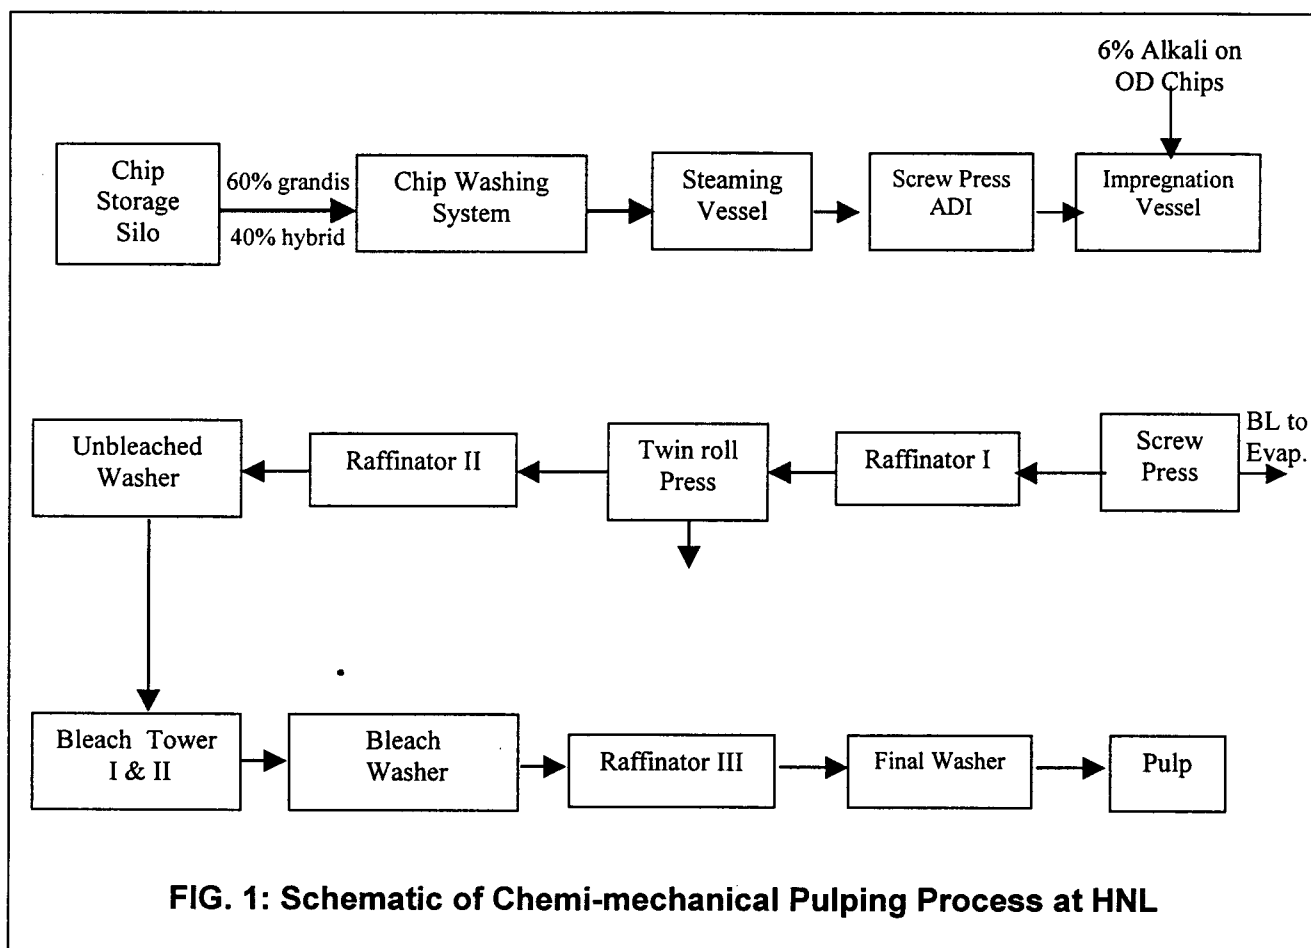 6% Alkali on
OD Chips
Chip
Storage
Silo
60% grandis
40% hybrid
Chip Washing
System
Steaming
Vessel
Screw Press
ADI
Impregnation
Vessel
Unbleached
Washer
Raffinator II
Twin roll
Press
Raffinator I
Screw
Press
BL to
Evap.
Bleach Tower
I & II
Bleach
Washer
Raffinator III
Final Washer
Pulp
FIG. 1: Schematic of Chemi-mechanical Pulping Process at HNL